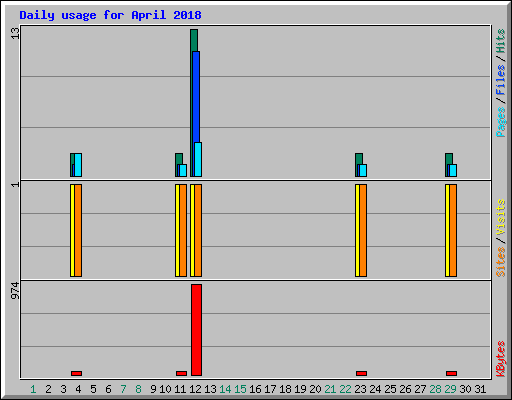 Daily usage for April 2018
13
1
974
Pages / Files / Hits
Sites / Visits
KBytes
1 2 3 4 5 6 7 8 9 10 11 12 13 14 15 16 17 18 19 20 21 22 23 24 25 26 27 28 29 30 31